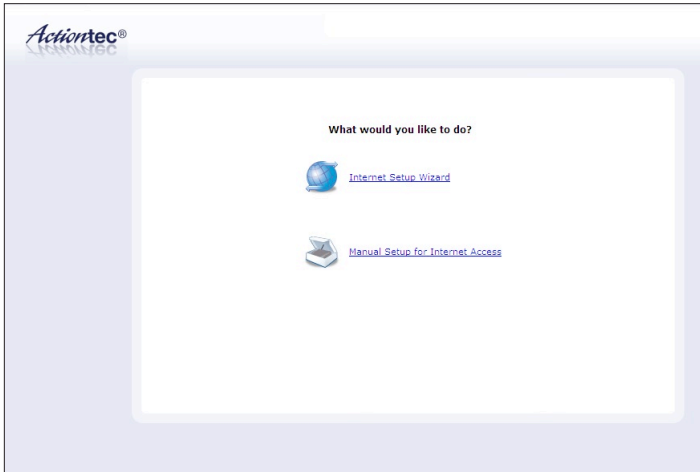 Actiontec®
What would you like to do?
Internet Setup Wizard
Manual Setup for Internet Access